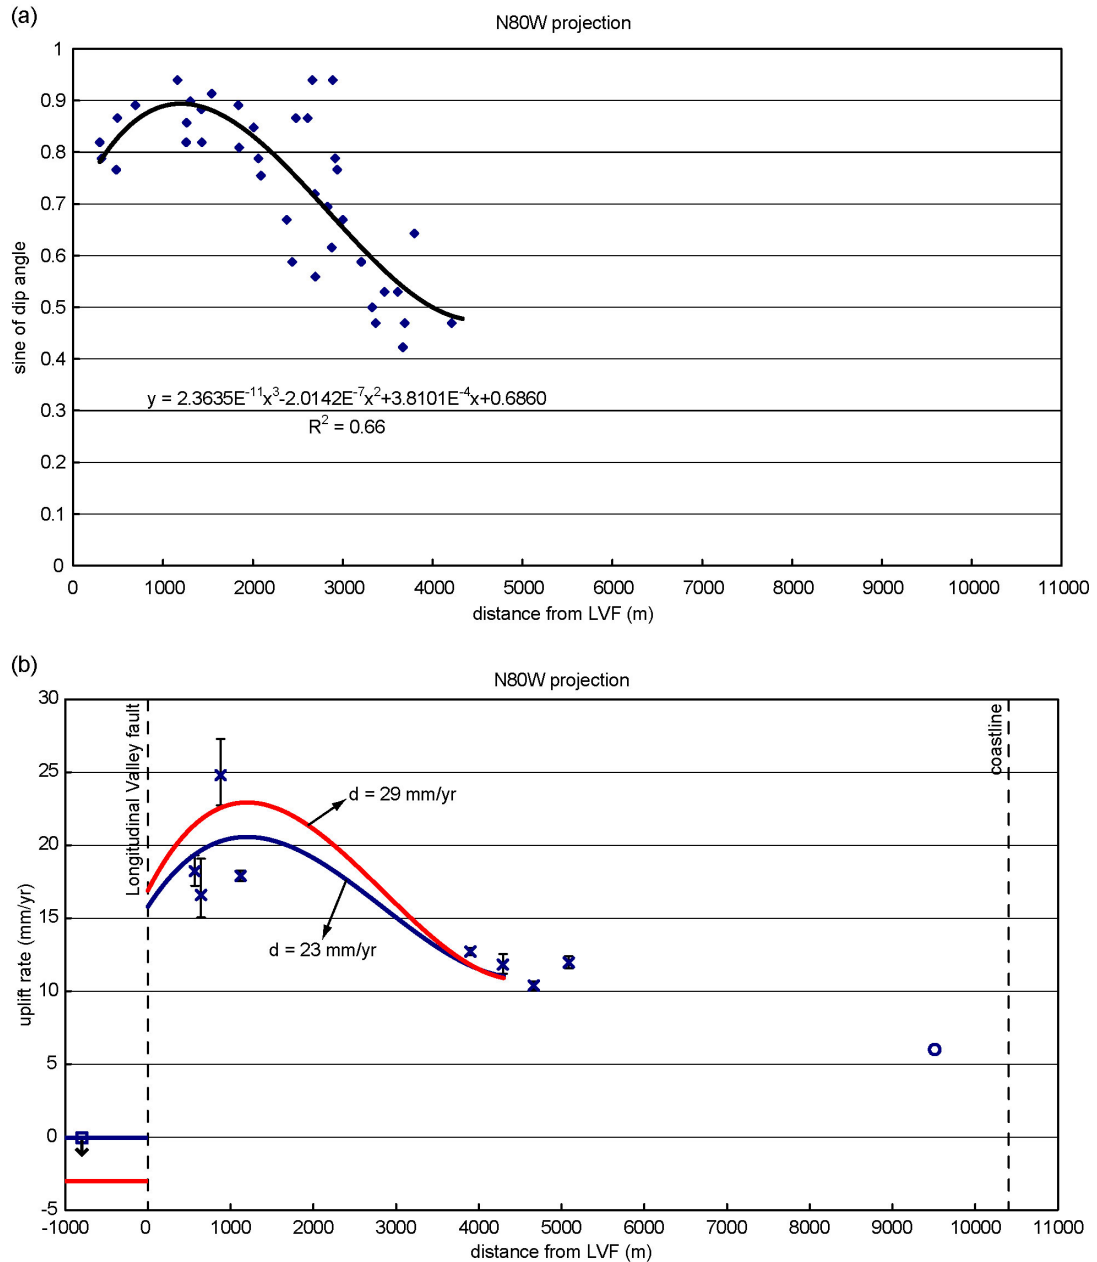 (a)
N80W projection
1
0.9
0.8
0.7
0.6
0.5
0.4
0.3
0.2
0.1
0
sine of dip angle
y = 2.3635E⁻¹¹x³-2.0142E⁻⁷x²+3.8101E⁻⁴x+0.6860
R² = 0.66
0 1000 2000 3000 4000 5000 6000 7000 8000 9000 10000 11000
distance from LVF (m)
(b)
N80W projection
30
25
20
15
10
5
0
-5
uplift rate (mm/yr)
Longitudinal Valley fault
coastline
d = 29 mm/yr
d = 23 mm/yr
-1000 0 1000 2000 3000 4000 5000 6000 7000 8000 9000 10000 11000
distance from LVF (m)